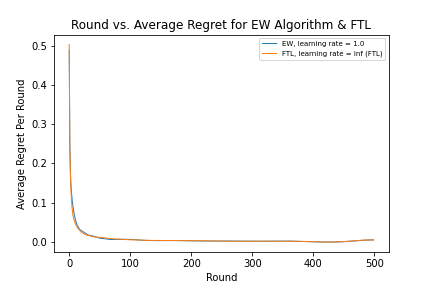 Round vs. Average Regret for EW Algorithm & FTL
EW, learning rate = 1.0
FTL, learning rate = inf (FTL)
Average Regret Per Round
0.5
0.4
0.3
0.2
0.1
0.0
0 100 200 300 400 500
Round